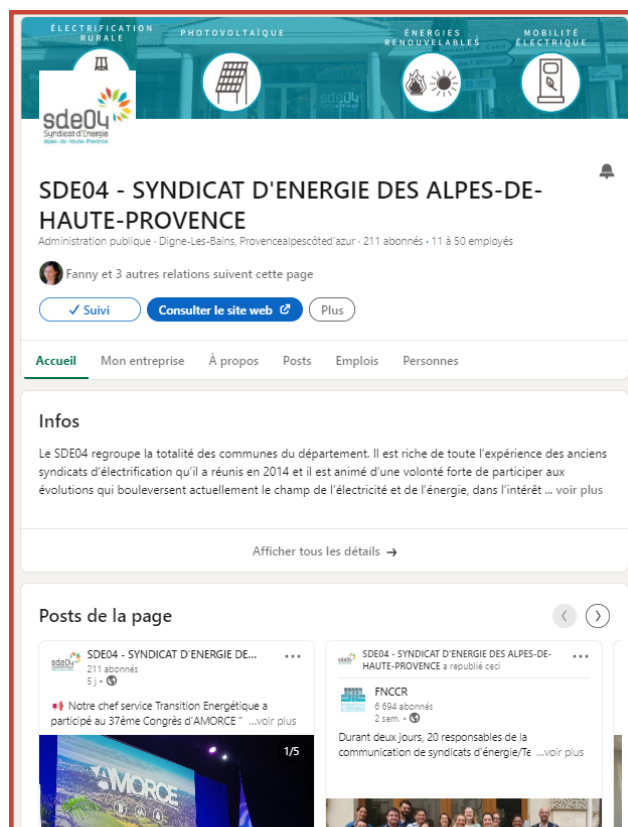 ÉLECTRIFICATION
RURALE
PHOTOVOLTAÏQUE
ÉNERGIES
RENOUVELABLES
MOBILITÉ
ÉLECTRIQUE
sde04
sde04
Syndicat d'Énergie
Alpes-de-Haute-Provence
SDE04 - SYNDICAT D'ENERGIE DES ALPES-DE-
HAUTE-PROVENCE
Administration publique · Digne-Les-Bains, Provencealpescôted'azur · 211 abonnés · 11 à 50 employés
Fanny et 3 autres relations suivent cette page
Suivi Consulter le site web Plus
Accueil Mon entreprise À propos Posts Emplois Personnes
Infos
Le SDE04 regroupe la totalité des communes du département. Il est riche de toute l'expérience des anciens
syndicats d'électrification qu'il a réunis en 2014 et il est animé d'une volonté forte de participer aux
évolutions qui bouleversent actuellement le champ de l'électricité et de l'énergie, dans l'intérêt ... voir plus
Afficher tous les détails →
Posts de la page
SDE04 - SYNDICAT D'ENERGIE DE...
211 abonnés
5 j •
Notre chef service Transition Energétique a
participé au 37ème Congrès d'AMORCE " ...voir plus
1/5
AMORCE
SDE04 - SYNDICAT D'ENERGIE DES ALPES-DE-
HAUTE-PROVENCE a republié ceci
FNCCR
6 694 abonnés
2 sem. •
Durant deux jours, 20 responsables de la
communication de syndicats d'énergie/Te ...voir plus